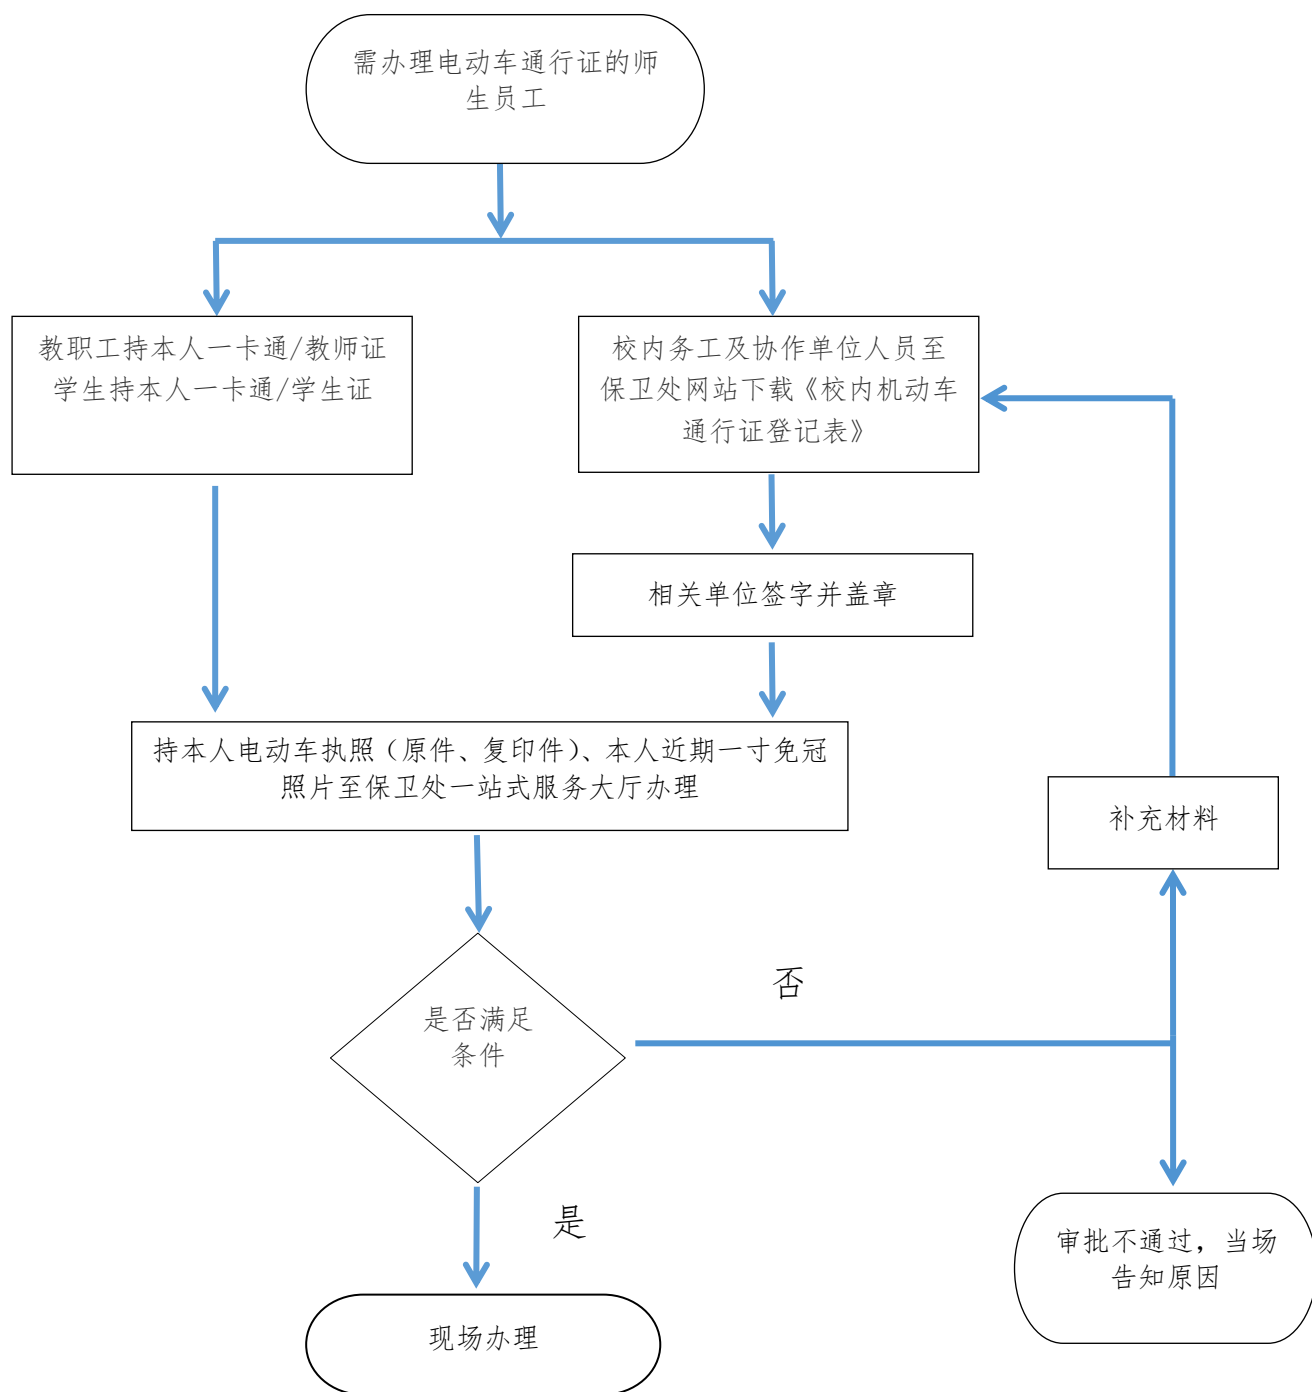 需办理电动车通行证的师
生员工
教职工持本人一卡通/教师证
学生持本人一卡通/学生证
校内务工及协作单位人员至
保卫处网站下载《校内机动车
通行证登记表》
相关单位签字并盖章
持本人电动车执照（原件、复印件）、本人近期一寸免冠
照片至保卫处一站式服务大厅办理
补充材料
否
是否满足
条件
是
审批不通过，当场
告知原因
现场办理